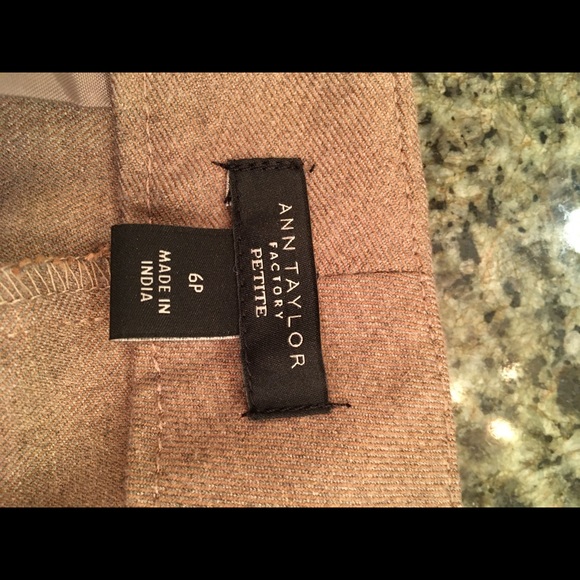 ANN TAYLOR
FACTORY
PETITE
6P
MADE IN
INDIA